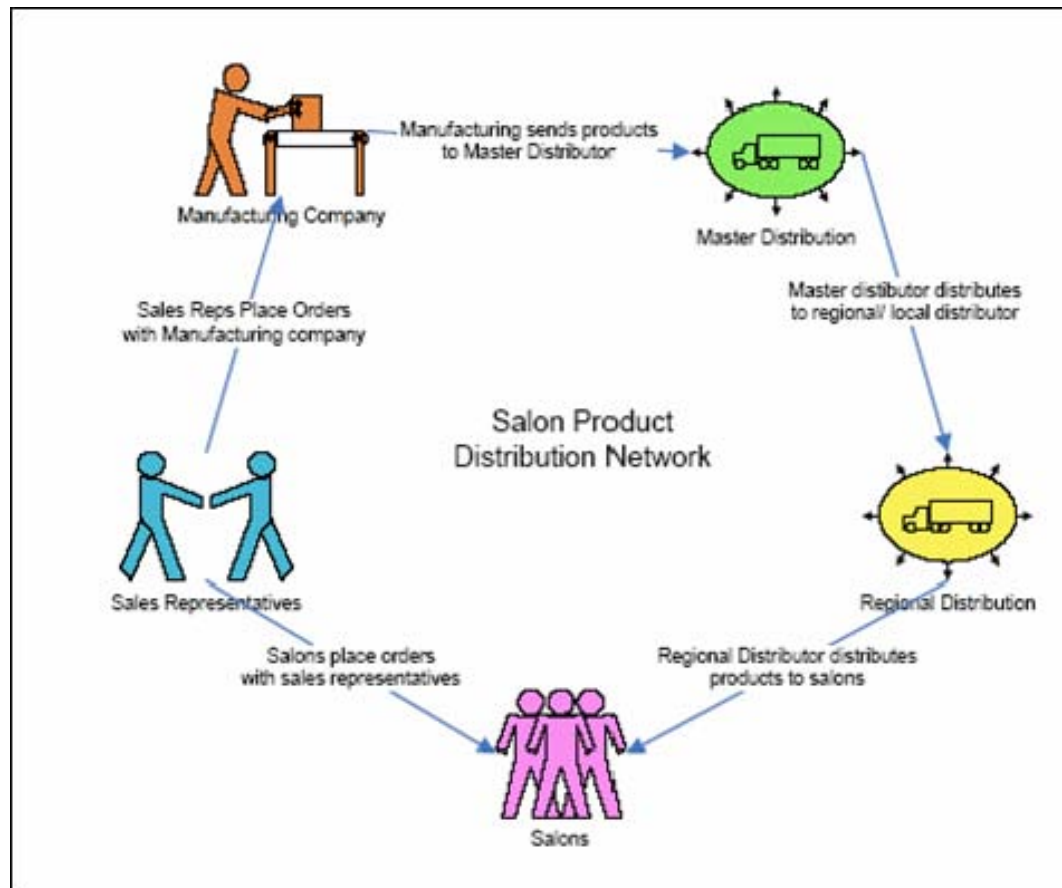 Manufacturing sends products
to Master Distributor
Manufacturing Company
Master Distribution
Sales Reps Place Orders
with Manufacturing company
Master distibutor distributes
to regional/ local distributor
Salon Product
Distribution Network
Sales Representatives
Regional Distribution
Salons place orders
with sales representatives
Regional Distributor distributes
products to salons
Salons